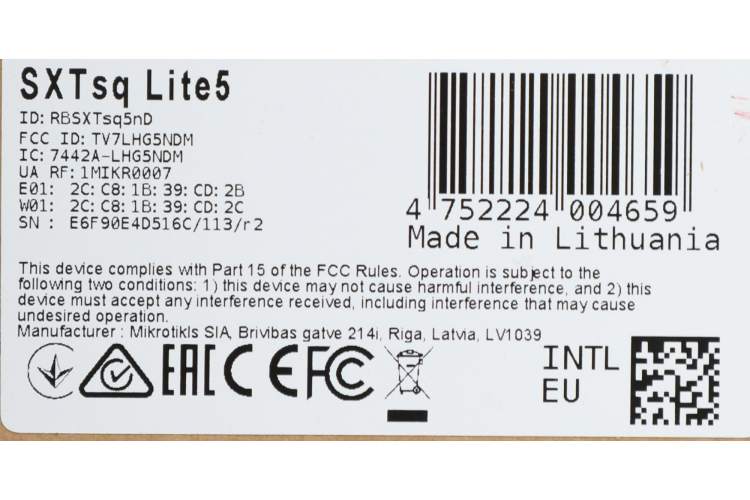 SXTsq Lite5
ID: RBSXTsq5nD
FCC ID: TV7LHG5NDM
IC: 7442A-LHG5NDM
UA RF: 1MIKR0007
E01: 2C: C8: 1B: 39: CD: 2B
W01: 2C: C8: 1B: 39: CD: 2C
SN : E6F90E4D516C/113/r2
4 752224 004659
Made in Lithuania
This device complies with Part 15 of the FCC Rules. Operation is subject to the
following two conditions: 1) this device may not cause harmful interference, and 2) this
device must accept any interference received, including interference that may cause
undesired operation.
Manufacturer : Mikrotikls SIA, Brivibas gatve 214i, Riga, Latvia, LV1039
EAC CE FC
INTL
EU